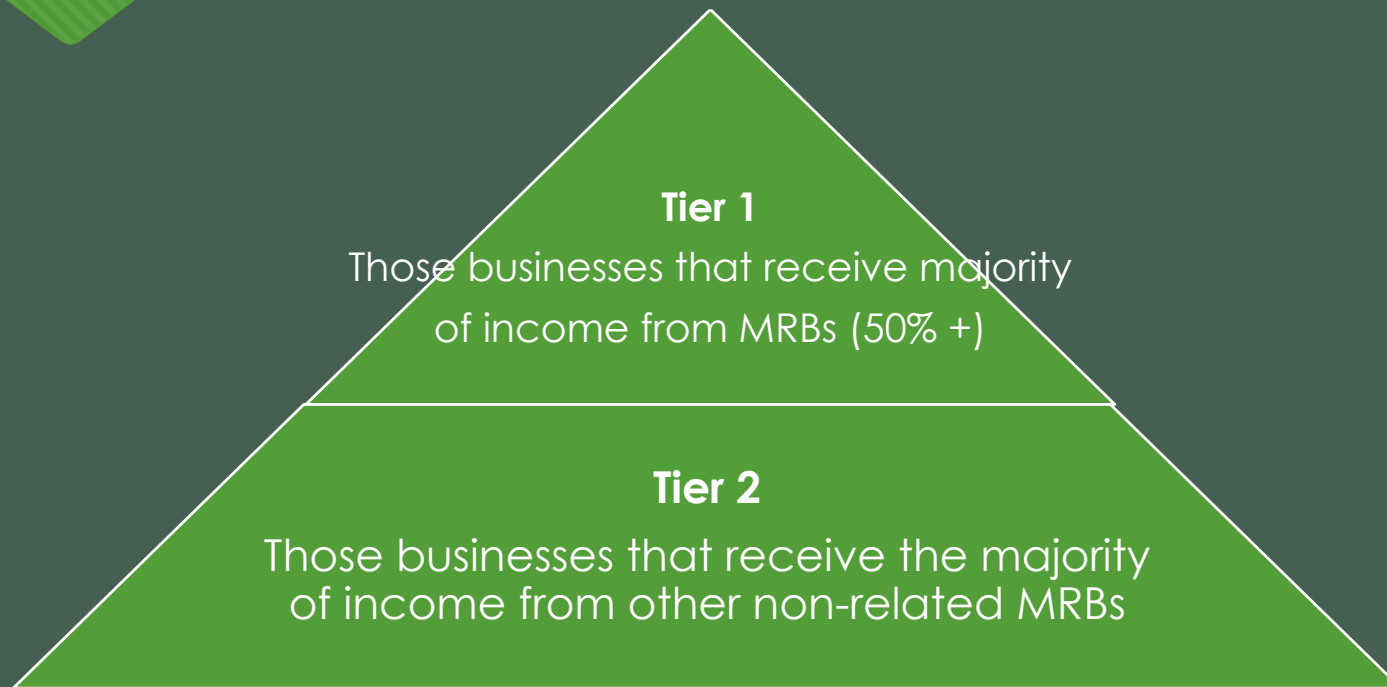 Tier 1
Those businesses that receive majority
of income from MRBs (50% +)
Tier 2
Those businesses that receive the majority
of income from other non-related MRBs